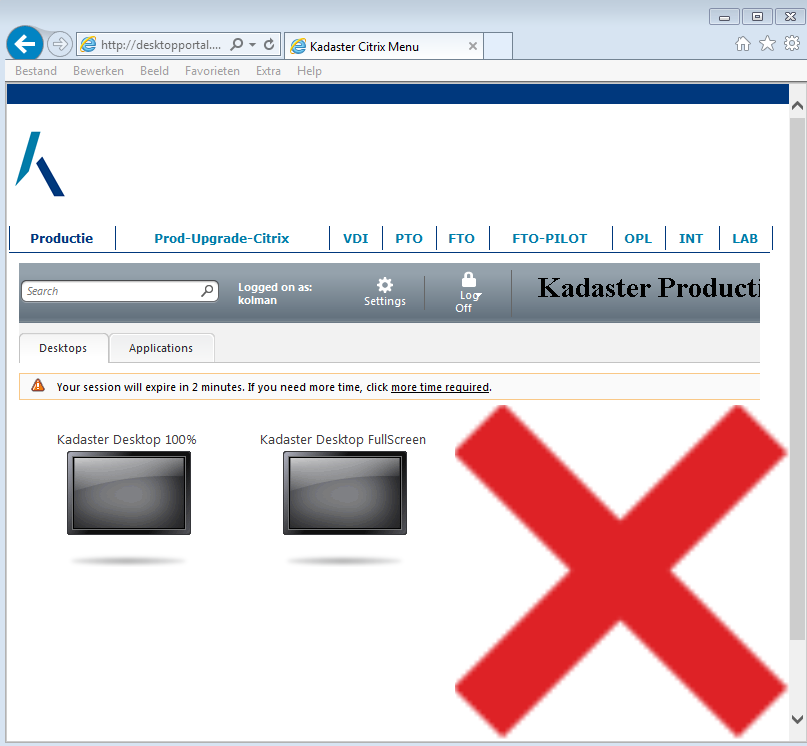 http://desktopportal....
Kadaster Citrix Menu
Bestand Bewerken Beeld Favorieten Extra Help
Productie Prod-Upgrade-Citrix VDI PTO FTO FTO-PILOT OPL INT LAB
Search
Logged on as:
kolman
Settings
Log
Off
Kadaster Producti
Desktops Applications
Your session will expire in 2 minutes. If you need more time, click more time required.
Kadaster Desktop 100% Kadaster Desktop FullScreen